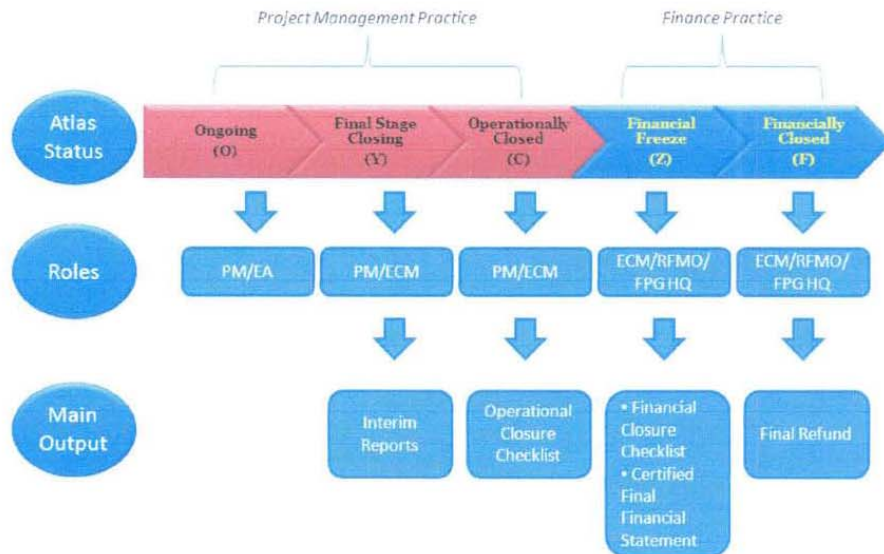 Project Management Practice
Finance Practice
Atlas
Status
Ongoing
(O)
Final Stage
Closing
(Y)
Operationally
Closed
(C)
Financial
Freeze
(Z)
Financially
Closed
(F)
Roles
PM/EA
PM/ECM
PM/ECM
ECM/RFMO/
FPG HQ
ECM/RFMO/
FPG HQ
Main
Output
Interim
Reports
Operational
Closure
Checklist
• Financial
Closure
Checklist
• Certified
Final
Financial
Statement
Final Refund